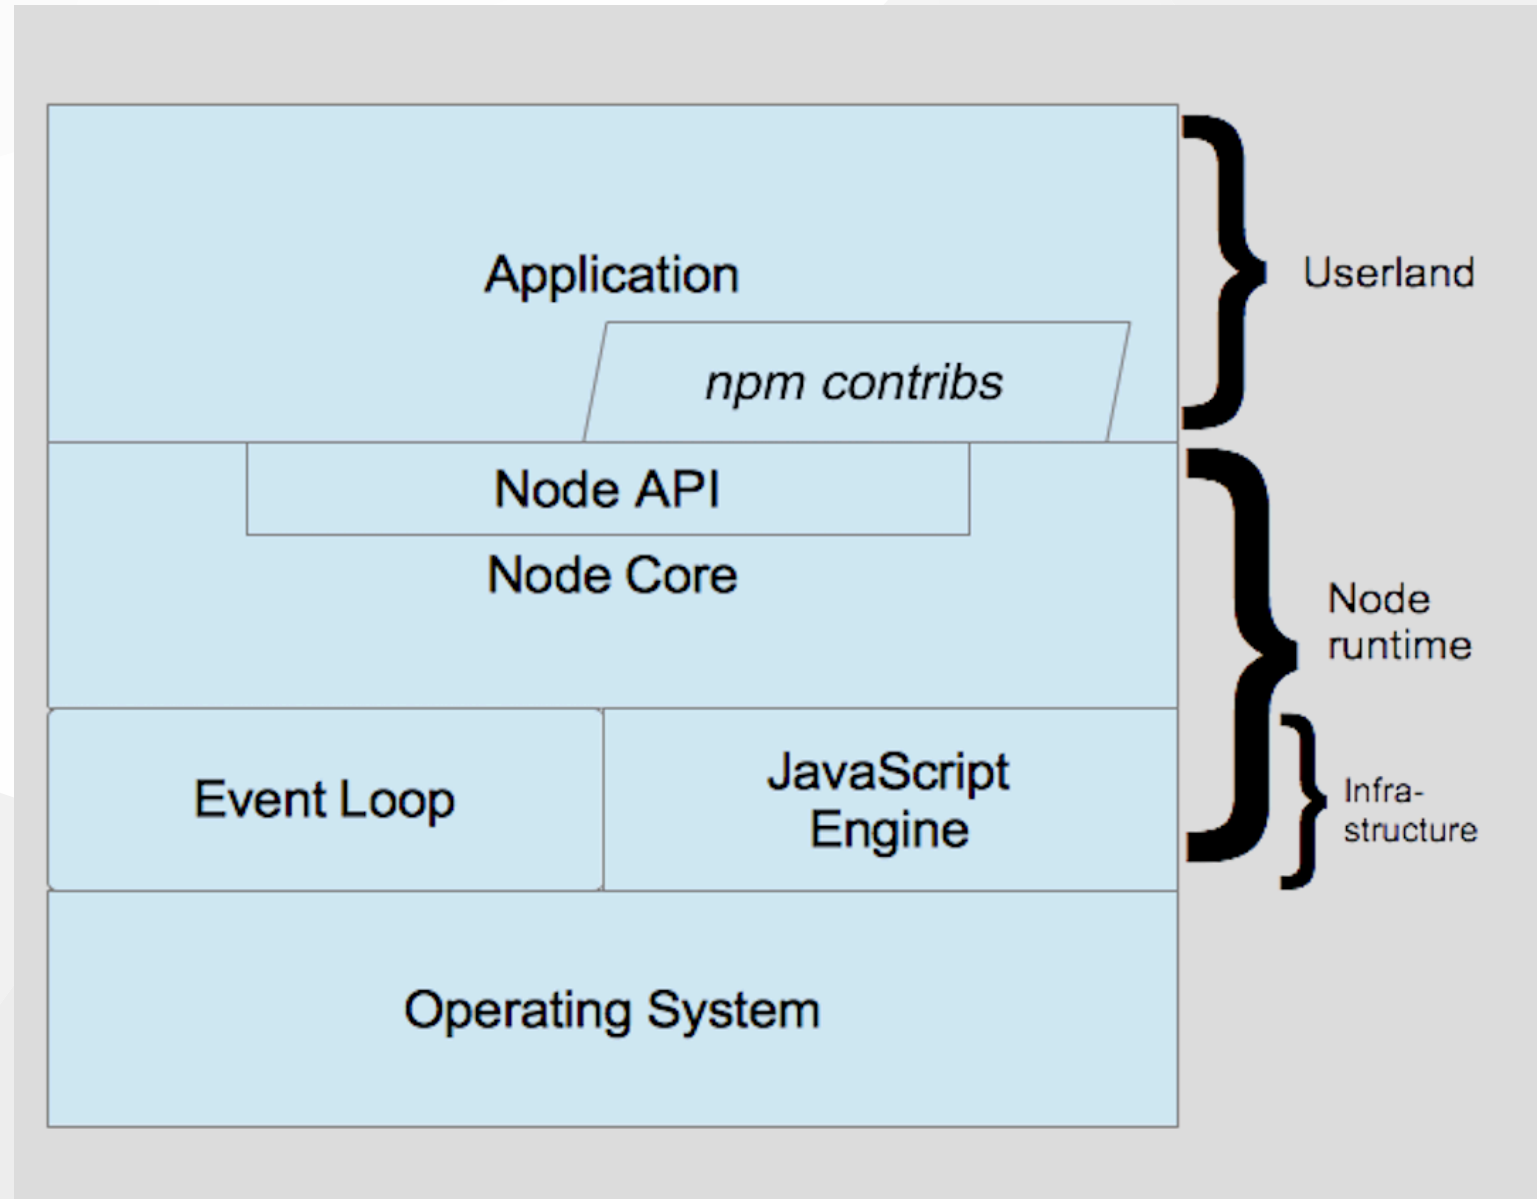 Application
Userland
npm contribs
Node API
Node Core
Node
runtime
Event Loop
JavaScript
Engine
Infra-
structure
Operating System